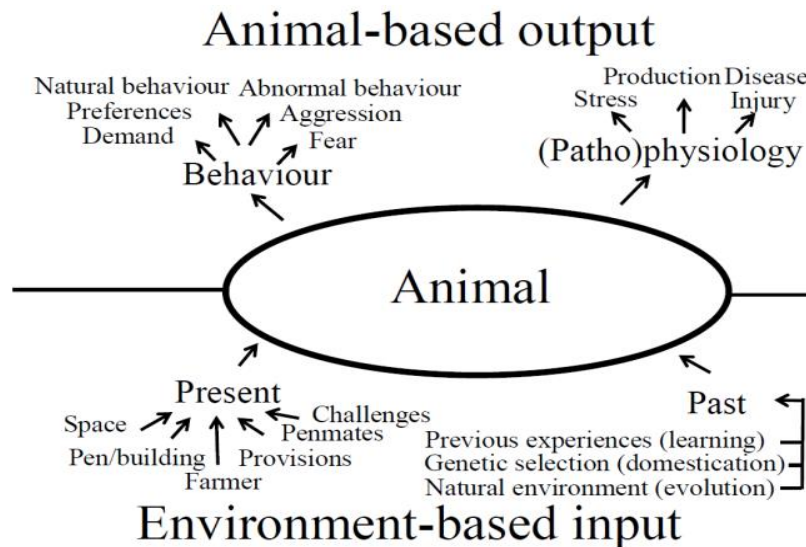 Animal-based output
Natural behaviour
Abnormal behaviour
Preferences
Aggression
Demand
Fear
Behaviour
Production
Disease
Stress
Injury
(Patho)physiology
Animal
Present
Space
Challenges
Penmates
Pen/building
Provisions
Farmer
Past
Previous experiences (learning)
Genetic selection (domestication)
Natural environment (evolution)
Environment-based input